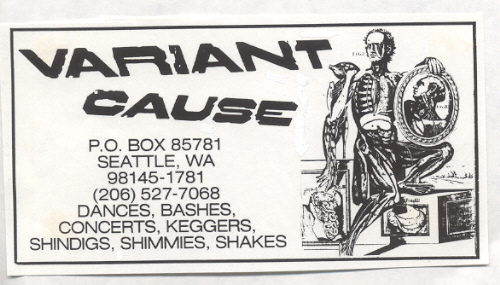 VARIANT
CAUSE
P.O. BOX 85781
SEATTLE, WA
98145-1781
(206) 527-7068
DANCES, BASHES,
CONCERTS, KEGGERS,
SHINDIGS, SHIMMIES, SHAKES